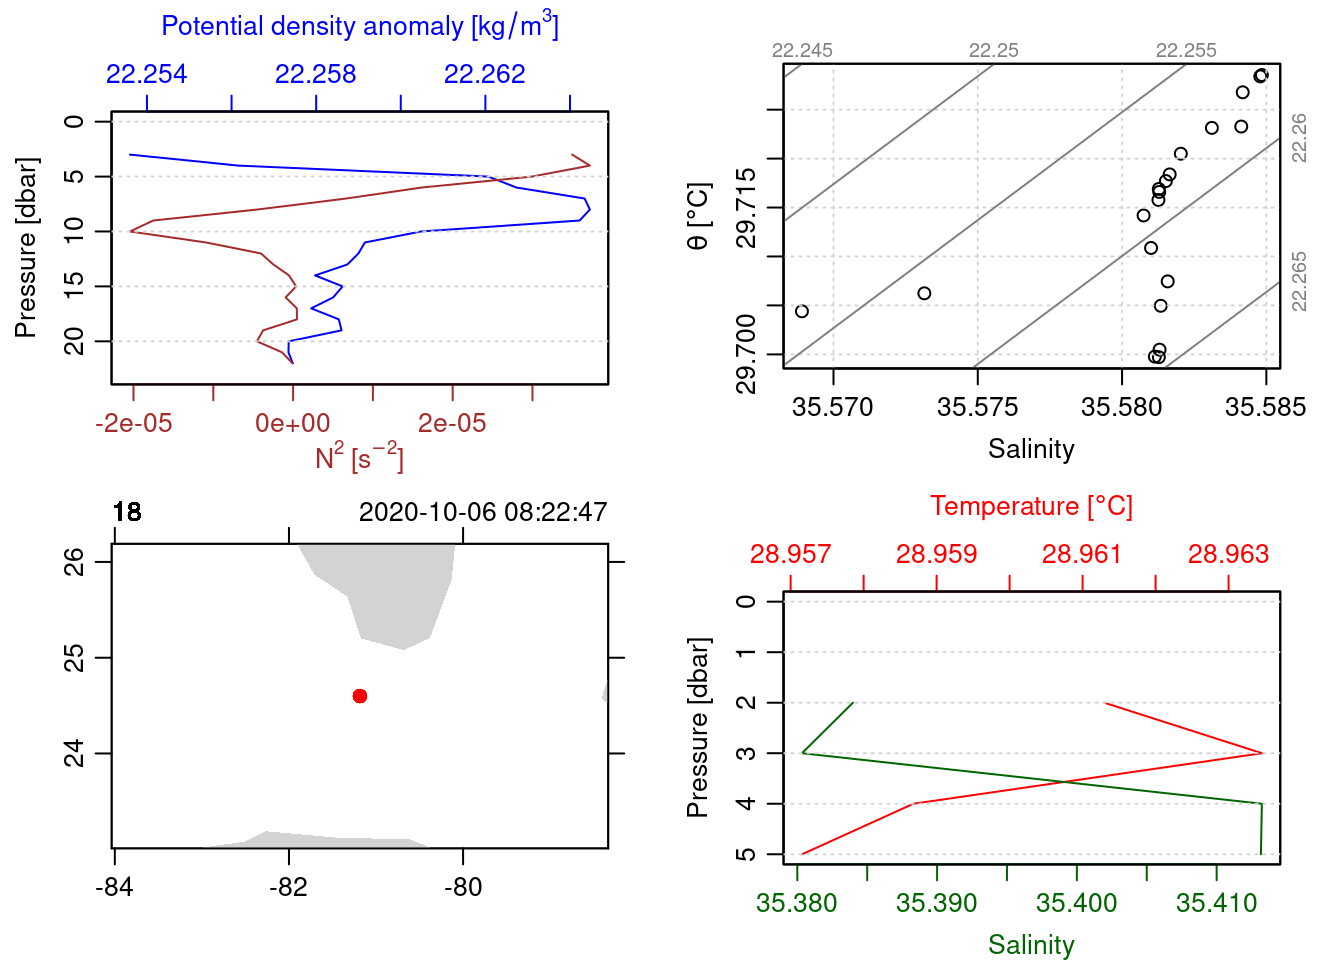 Potential density anomaly [kg/m³]
22.254 22.258 22.262
Pressure [dbar]
0
5
10
15
20
-2e-05 0e+00 2e-05
N² [s⁻²]
22.245 22.25 22.255
22.26
22.265
θ [°C]
29.715
29.700
35.570 35.575 35.580 35.585
Salinity
18 2020-10-06 08:22:47
26
25
24
-84 -82 -80
Temperature [°C]
28.957 28.959 28.961 28.963
Pressure [dbar]
0
1
2
3
4
5
35.380 35.390 35.400 35.410
Salinity